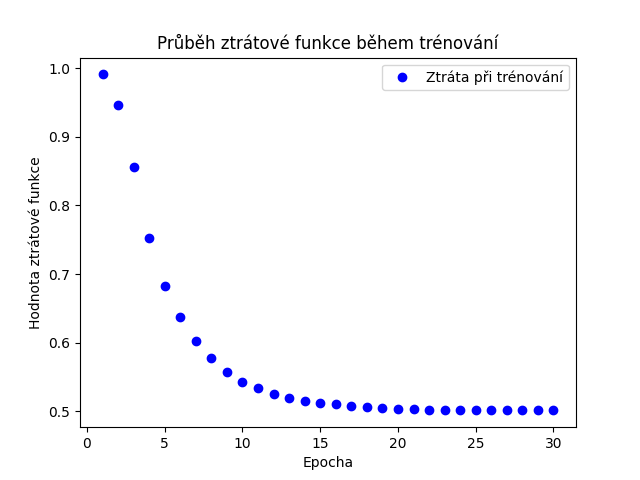 Průběh ztrátové funkce během trénování
Ztráta při trénování
Hodnota ztrátové funkce
1.0
0.9
0.8
0.7
0.6
0.5
0 5 10 15 20 25 30
Epocha